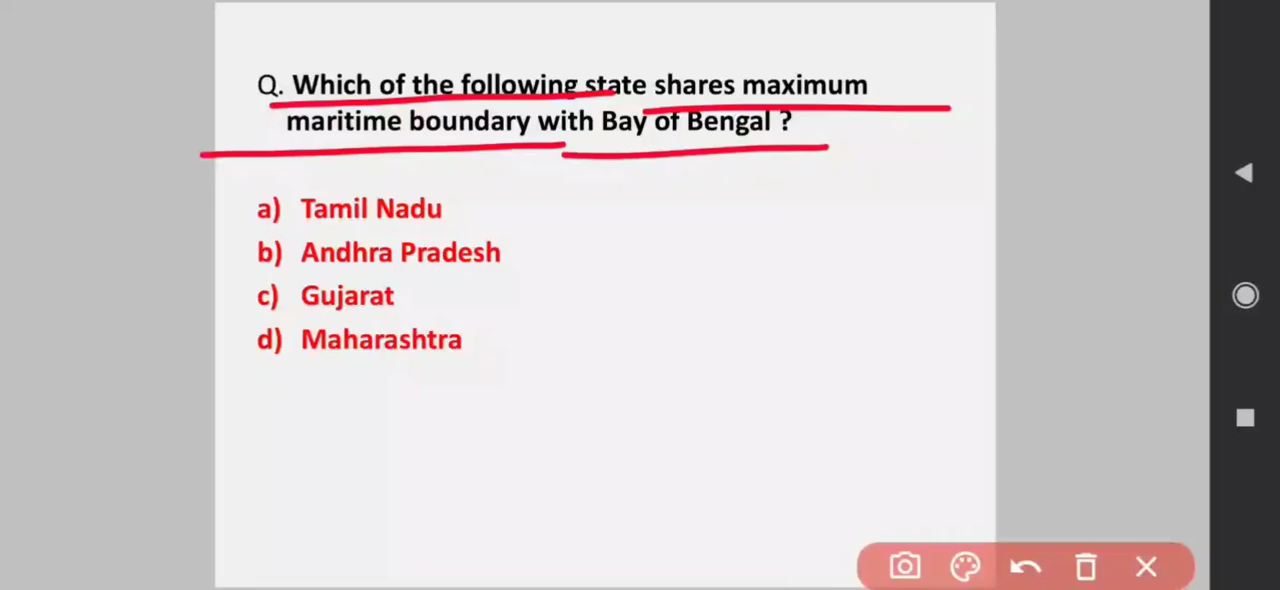 Q. Which of the following state shares maximum
maritime boundary with Bay of Bengal ?
a) Tamil Nadu
b) Andhra Pradesh
c) Gujarat
d) Maharashtra